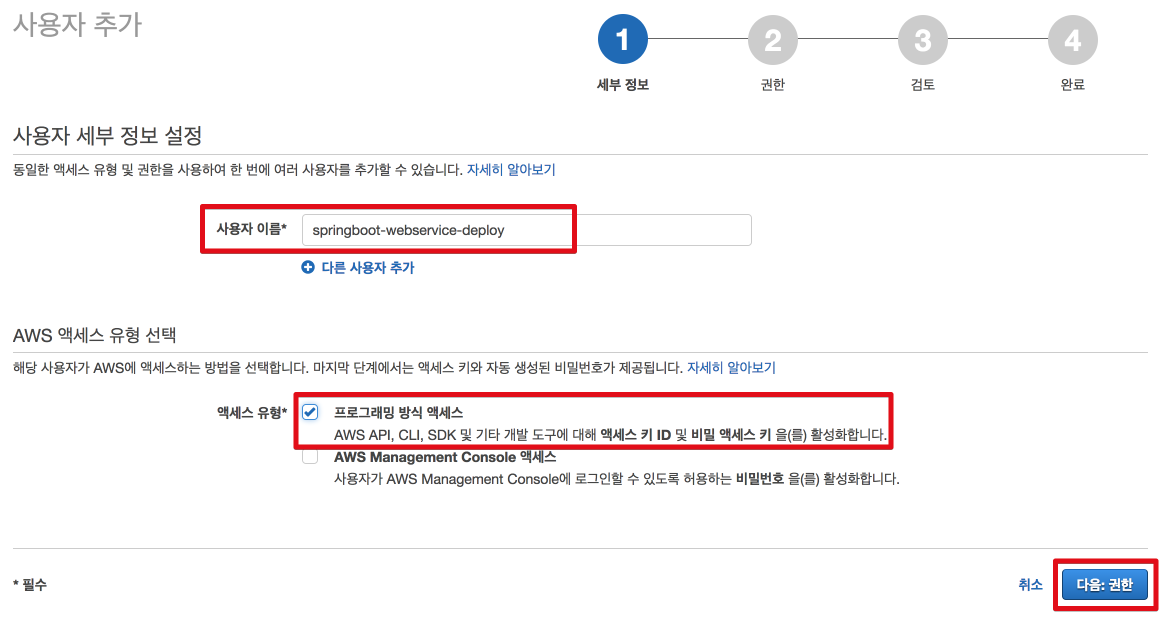 사용자 추가
1 2 3 4
세부 정보 권한 검토 완료
사용자 세부 정보 설정
동일한 액세스 유형 및 권한을 사용하여 한 번에 여러 사용자를 추가할 수 있습니다. 자세히 알아보기
사용자 이름* springboot-webservice-deploy
다른 사용자 추가
AWS 액세스 유형 선택
해당 사용자가 AWS에 액세스하는 방법을 선택합니다. 마지막 단계에서는 액세스 키와 자동 생성된 비밀번호가 제공됩니다. 자세히 알아보기
액세스 유형* 프로그래밍 방식 액세스
AWS API, CLI, SDK 및 기타 개발 도구에 대해 액세스 키 ID 및 비밀 액세스 키 을(를) 활성화합니다.
AWS Management Console 액세스
사용자가 AWS Management Console에 로그인할 수 있도록 허용하는 비밀번호 을(를) 활성화합니다.
* 필수 취소 다음: 권한